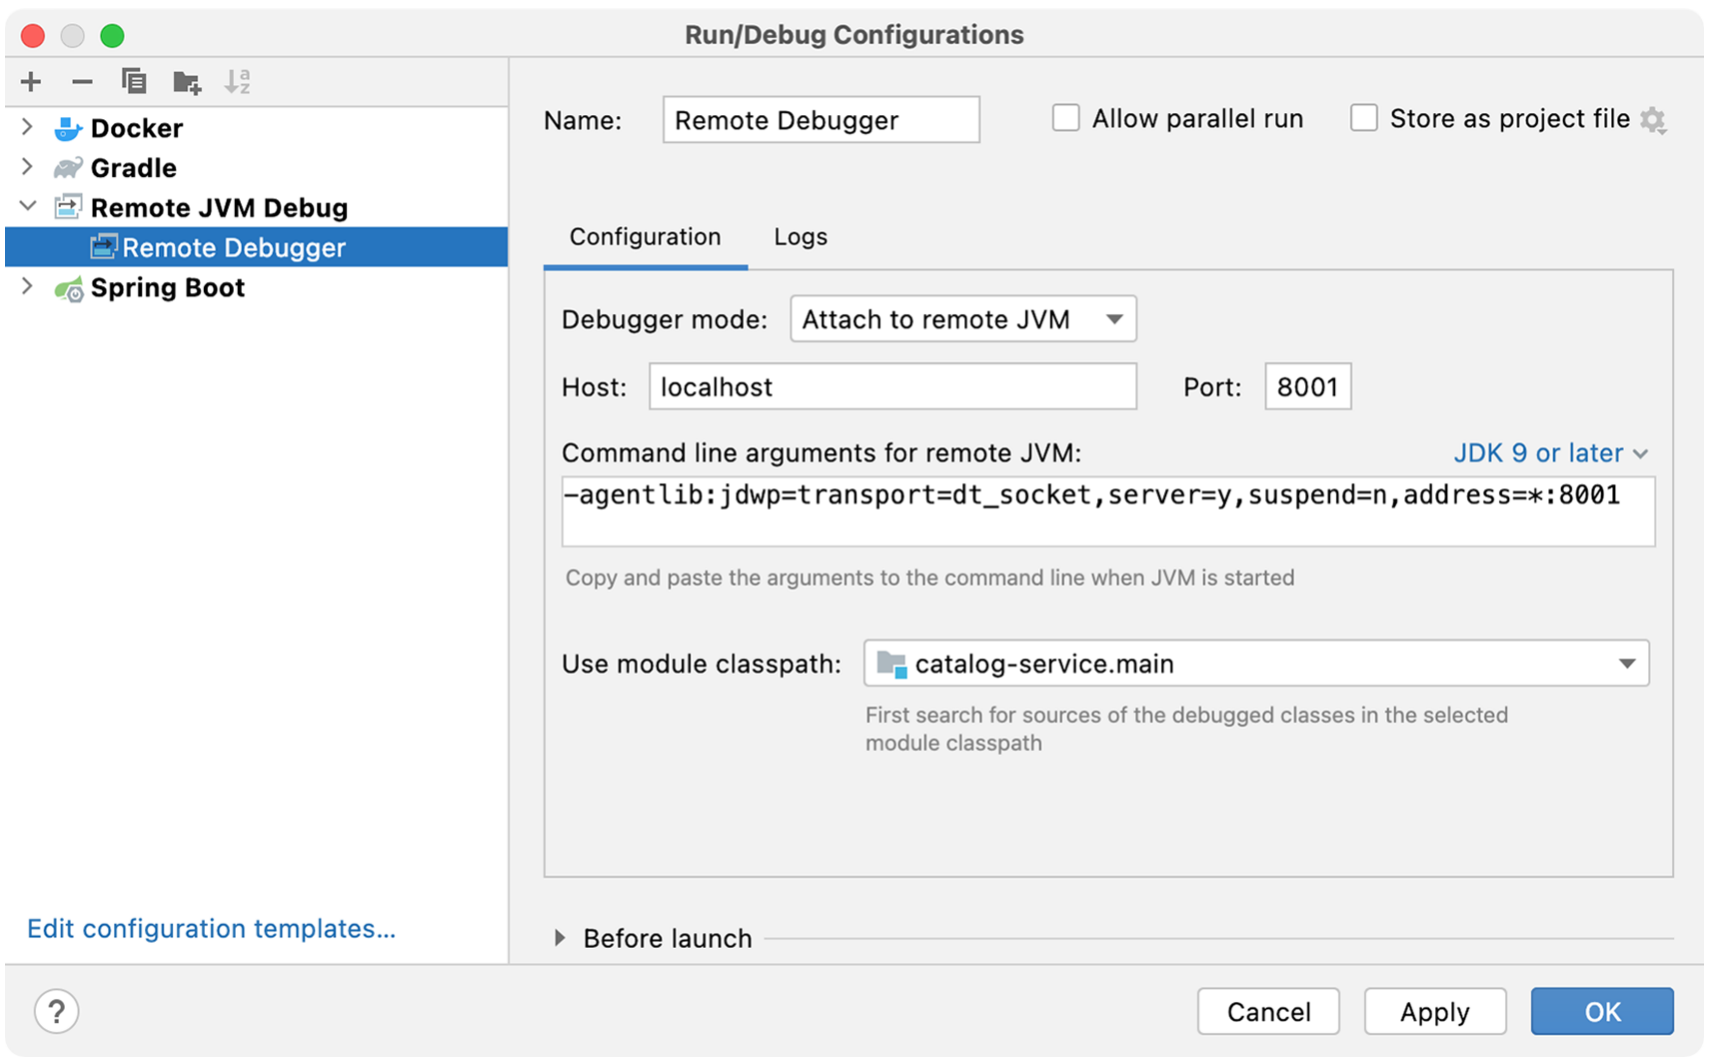 Run/Debug Configurations
Docker
Gradle
Remote JVM Debug
Remote Debugger
Spring Boot
Edit configuration templates...
Name: Remote Debugger Allow parallel run Store as project file
Configuration Logs
Debugger mode: Attach to remote JVM
Host: localhost Port: 8001
Command line arguments for remote JVM: JDK 9 or later
-agentlib:jdwp=transport=dt_socket,server=y,suspend=n,address=*:8001
Copy and paste the arguments to the command line when JVM is started
Use module classpath: catalog-service.main
First search for sources of the debugged classes in the selected
module classpath
Before launch
? Cancel Apply OK